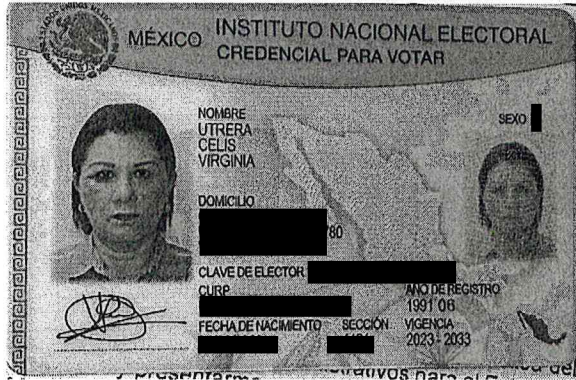 MÉXICO
INSTITUTO NACIONAL ELECTORAL
CREDENCIAL PARA VOTAR
NOMBRE
UTRERA
CELIS
VIRGINIA
SEXO
DOMICILIO
80
CLAVE DE ELECTOR
CURP
AÑO DE REGISTRO
1991 06
FECHA DE NACIMIENTO
SECCIÓN
VIGENCIA
2023 - 2033